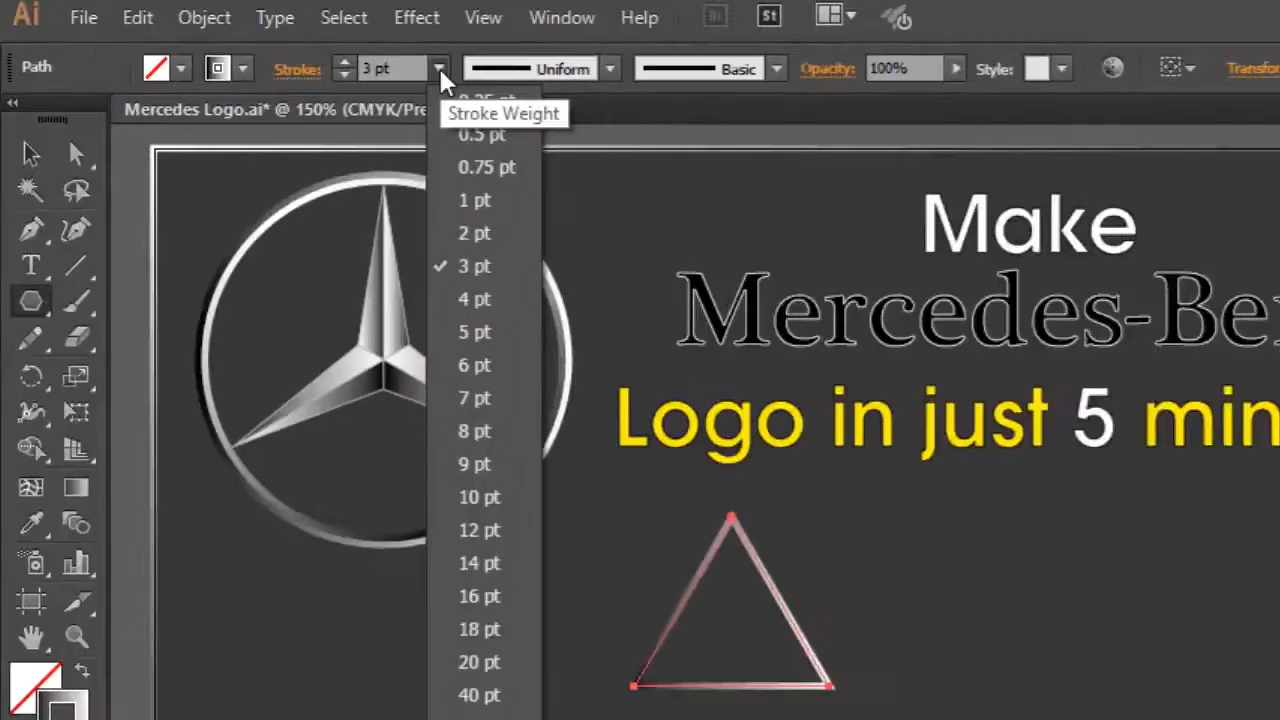 Ai File Edit Object Type Select Effect View Window Help Br St
Path Stroke: 3 pt Uniform Basic Opacity: 100% Style:
Mercedes Logo.ai* @ 150%
Stroke Weight
0.5 pt
0.75 pt
1 pt
2 pt
3 pt
4 pt
5 pt
6 pt
7 pt
8 pt
9 pt
10 pt
12 pt
14 pt
16 pt
18 pt
20 pt
40 pt
T
Make
Mercedes-Be
Logo in just 5 min